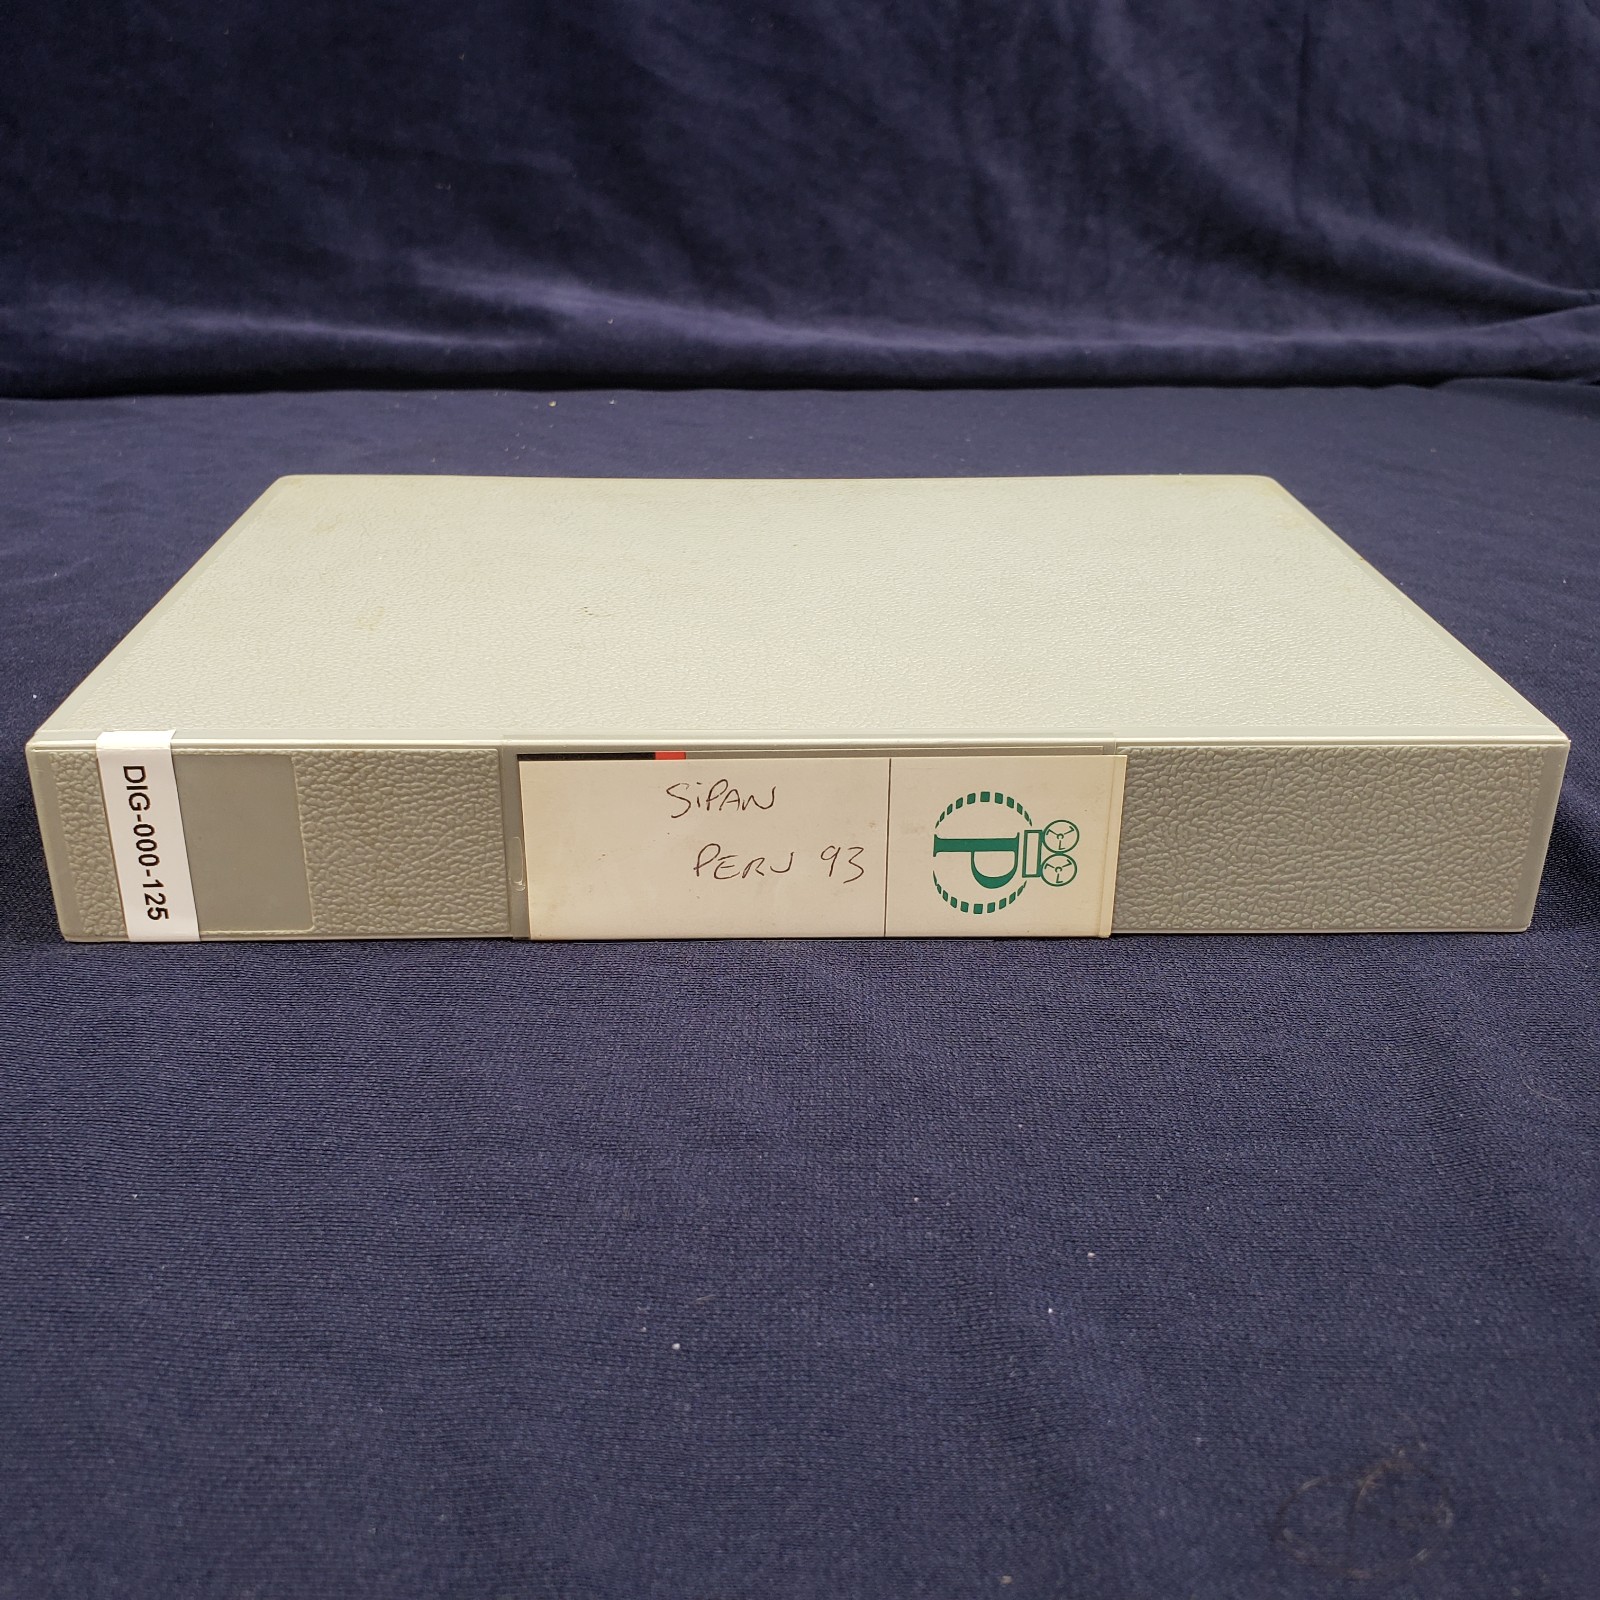 DIG-000-125
SiPAN
PERU 93
P